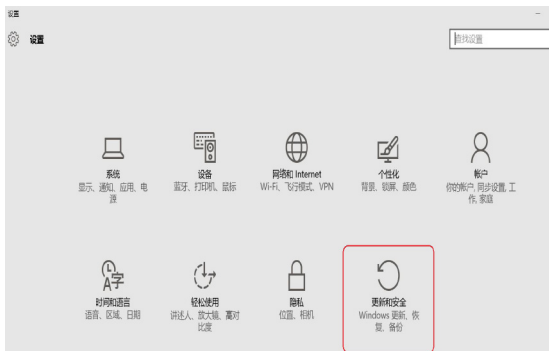 设置
设置
查找设置
系统
显示、通知、应用、电
源
设备
蓝牙、打印机、鼠标
网络和 Internet
Wi-Fi、飞行模式、VPN
个性化
背景、锁屏、颜色
帐户
你的帐户, 同步设置, 工
作, 家庭
时间和语言
语言、区域、日期
轻松使用
讲述人、放大镜、高对
比度
隐私
位置、相机
更新和安全
Windows 更新、恢
复、备份